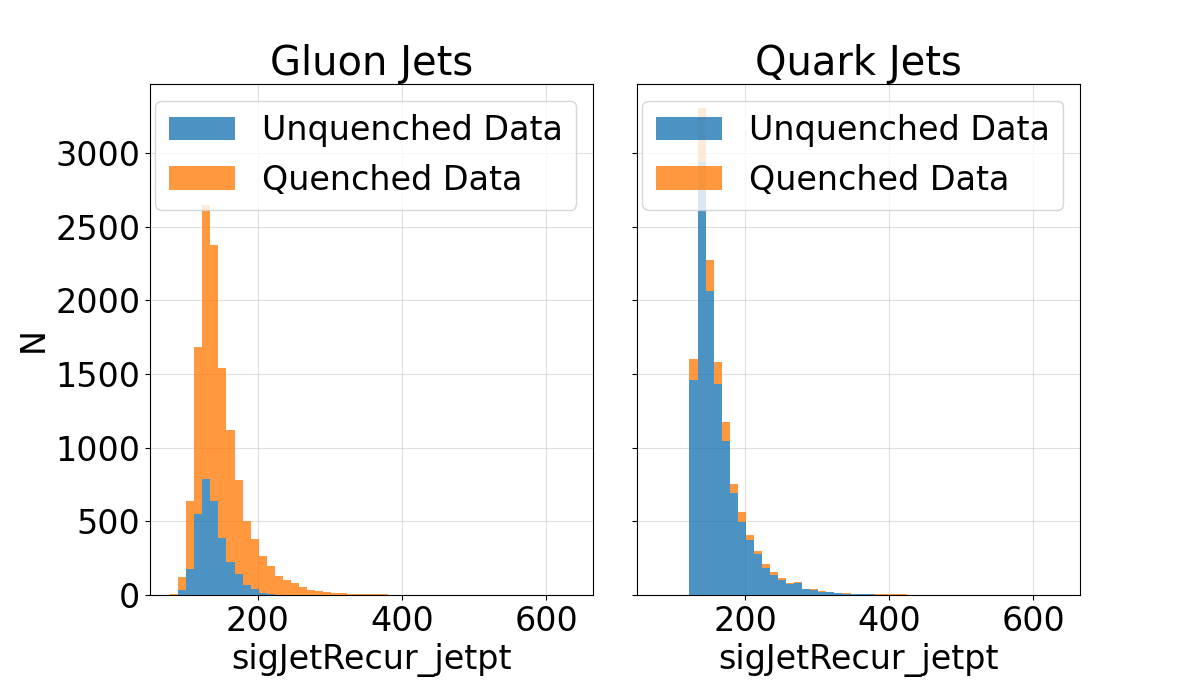 Gluon Jets
Quark Jets
Unquenched Data
Quenched Data
Unquenched Data
Quenched Data
N
3000
2500
2000
1500
1000
500
0
200 400 600
200 400 600
sigJetRecur_jetpt
sigJetRecur_jetpt